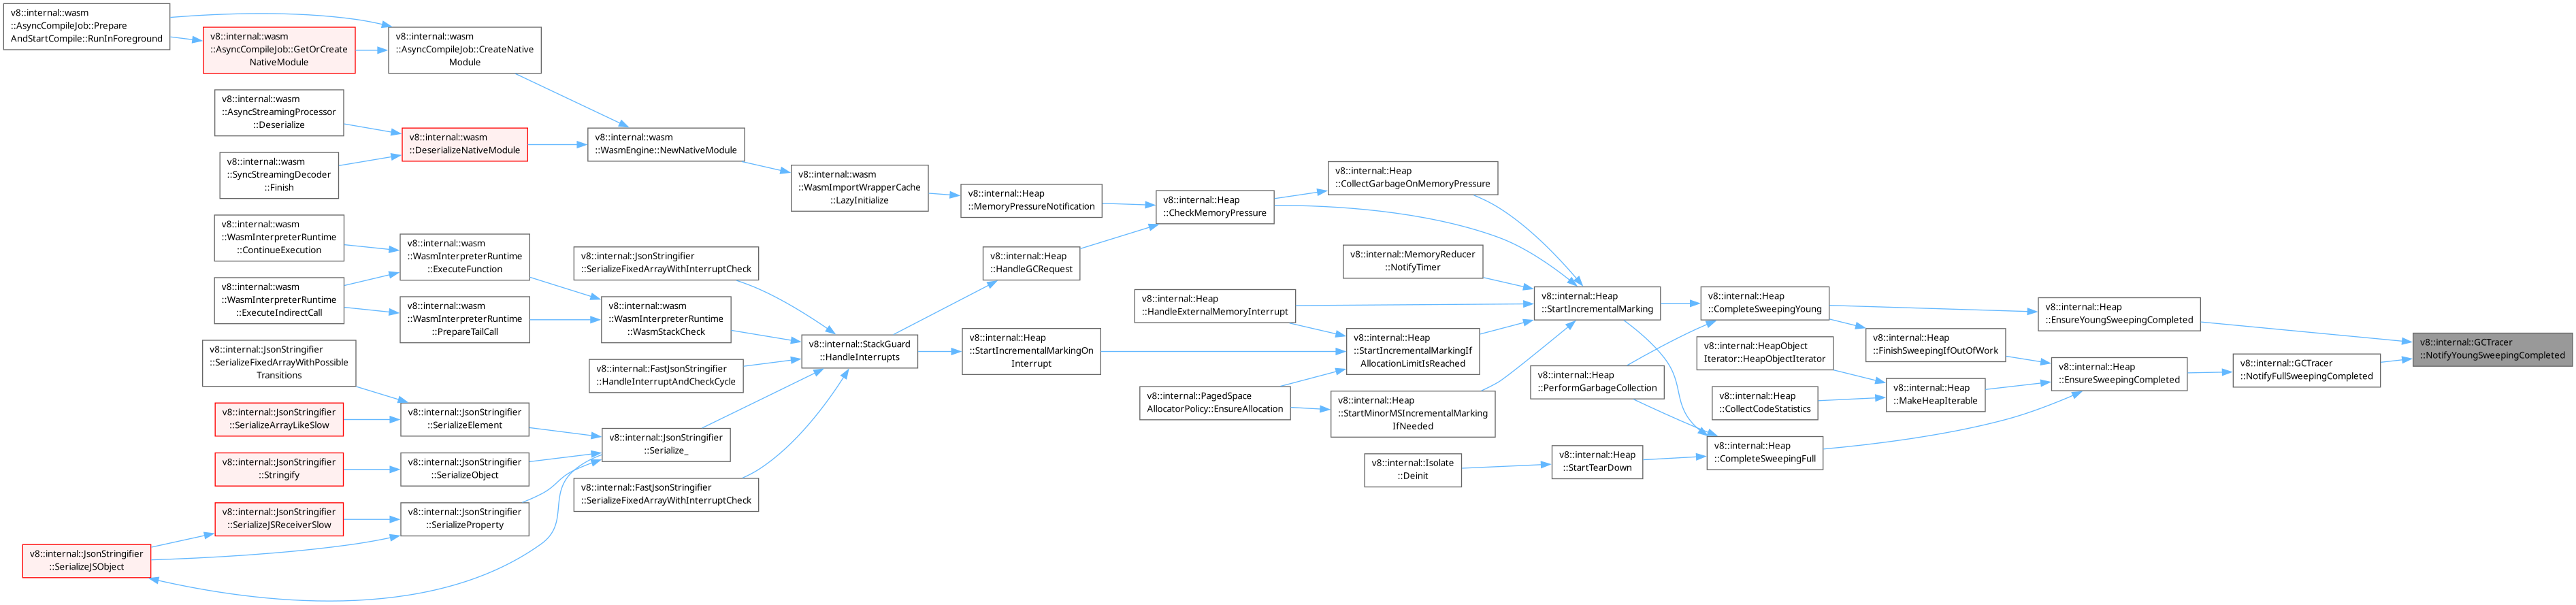 v8::internal::wasm
::AsyncCompileJob::Prepare
AndStartCompile::RunInForeground
v8::internal::wasm
::AsyncCompileJob::GetOrCreate
NativeModule
v8::internal::wasm
::AsyncCompileJob::CreateNative
Module
v8::internal::wasm
::AsyncStreamingProcessor
::Deserialize
v8::internal::wasm
::SyncStreamingDecoder
::Finish
v8::internal::wasm
::DeserializeNativeModule
v8::internal::wasm
::WasmEngine::NewNativeModule
v8::internal::wasm
::WasmImportWrapperCache
::LazyInitialize
v8::internal::Heap
::MemoryPressureNotification
v8::internal::Heap
::CheckMemoryPressure
v8::internal::Heap
::CollectGarbageOnMemoryPressure
v8::internal::wasm
::WasmInterpreterRuntime
::ContinueExecution
v8::internal::wasm
::WasmInterpreterRuntime
::ExecuteIndirectCall
v8::internal::wasm
::WasmInterpreterRuntime
::ExecuteFunction
v8::internal::wasm
::WasmInterpreterRuntime
::PrepareTailCall
v8::internal::JsonStringifier
::SerializeFixedArrayWithInterruptCheck
v8::internal::wasm
::WasmInterpreterRuntime
::WasmStackCheck
v8::internal::FastJsonStringifier
::HandleInterruptAndCheckCycle
v8::internal::StackGuard
::HandleInterrupts
v8::internal::Heap
::HandleGCRequest
v8::internal::Heap
::StartIncrementalMarkingOn
Interrupt
v8::internal::MemoryReducer
::NotifyTimer
v8::internal::Heap
::HandleExternalMemoryInterrupt
v8::internal::Heap
::StartIncrementalMarkingIf
AllocationLimitIsReached
v8::internal::PagedSpace
AllocatorPolicy::EnsureAllocation
v8::internal::Heap
::StartMinorMSIncrementalMarking
IfNeeded
v8::internal::Heap
::StartIncrementalMarking
v8::internal::Heap
::PerformGarbageCollection
v8::internal::Heap
::CompleteSweepingYoung
v8::internal::HeapObject
Iterator::HeapObjectIterator
v8::internal::Heap
::CollectCodeStatistics
v8::internal::Heap
::FinishSweepingIfOutOfWork
v8::internal::Heap
::MakeHeapIterable
v8::internal::Heap
::EnsureYoungSweepingCompleted
v8::internal::Heap
::EnsureSweepingCompleted
v8::internal::GCTracer
::NotifyFullSweepingCompleted
v8::internal::GCTracer
::NotifyYoungSweepingCompleted
v8::internal::JsonStringifier
::SerializeFixedArrayWithPossible
Transitions
v8::internal::JsonStringifier
::SerializeArrayLikeSlow
v8::internal::JsonStringifier
::SerializeElement
v8::internal::JsonStringifier
::Stringify
v8::internal::JsonStringifier
::SerializeObject
v8::internal::JsonStringifier
::Serialize_
v8::internal::FastJsonStringifier
::SerializeFixedArrayWithInterruptCheck
v8::internal::Isolate
::Deinit
v8::internal::Heap
::StartTearDown
v8::internal::Heap
::CompleteSweepingFull
v8::internal::JsonStringifier
::SerializeJSReceiverSlow
v8::internal::JsonStringifier
::SerializeProperty
v8::internal::JsonStringifier
::SerializeJSObject